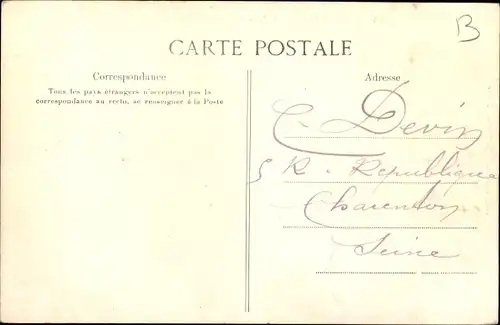 B
CARTE POSTALE
Correspondance
Tous les pays étrangers n'acceptent pas la
correspondance au recto, se renseigner à la Poste
Adresse
C. Devin
5 R. République
Charenton
Seine